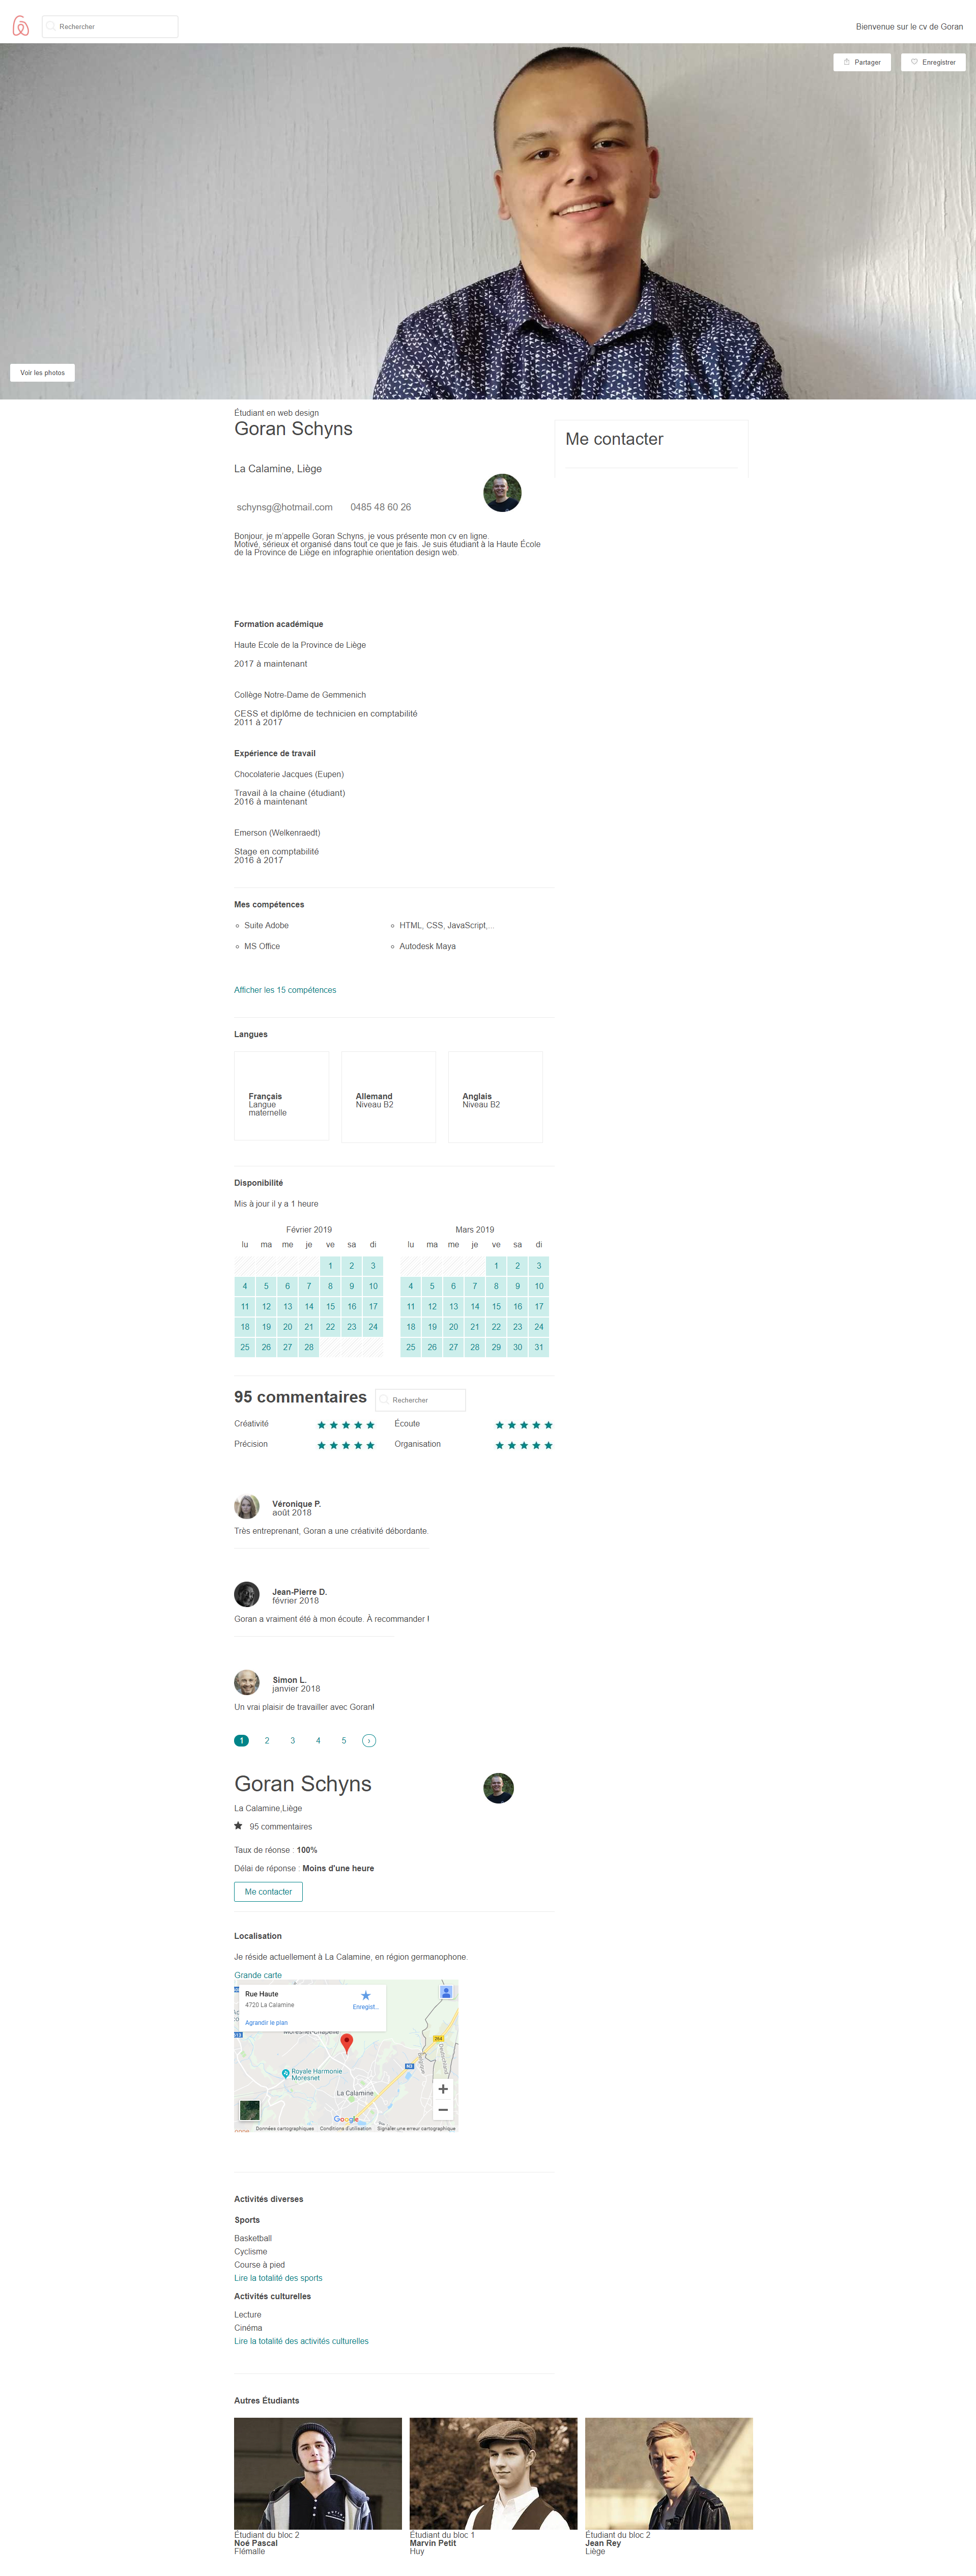 Rechercher
Bienvenue sur le cv de Goran
Partager
Enregistrer
Voir les photos
Étudiant en web design
Goran Schyns
Me contacter
La Calamine, Liège
schynsg@hotmail.com 0485 48 60 26
Bonjour, je m'appelle Goran Schyns, je vous présente mon cv en ligne.
Motivé, sérieux et organisé dans tout ce que je fais. Je suis étudiant à la Haute École
de la Province de Liège en infographie orientation design web.
Formation académique
Haute Ecole de la Province de Liège
2017 à maintenant
Collège Notre-Dame de Gemmenich
CESS et diplôme de technicien en comptabilité
2011 à 2017
Expérience de travail
Chocolaterie Jacques (Eupen)
Travail à la chaine (étudiant)
2016 à maintenant
Emerson (Welkenraedt)
Stage en comptabilité
2016 à 2017
Mes compétences
Suite Adobe
HTML, CSS, JavaScript,...
MS Office
Autodesk Maya
Afficher les 15 compétences
Langues
Français
Langue
maternelle
Allemand
Niveau B2
Anglais
Niveau B2
Disponibilité
Mis à jour il y a 1 heure
Février 2019
lu ma me je ve sa di
1 2 3
4 5 6 7 8 9 10
11 12 13 14 15 16 17
18 19 20 21 22 23 24
25 26 27 28
Mars 2019
lu ma me je ve sa di
1 2 3
4 5 6 7 8 9 10
11 12 13 14 15 16 17
18 19 20 21 22 23 24
25 26 27 28 29 30 31
95 commentaires
Rechercher
Créativité
Écoute
Précision
Organisation
Véronique P.
août 2018
Très entreprenant, Goran a une créativité débordante.
Jean-Pierre D.
février 2018
Goran a vraiment été à mon écoute. À recommander !
Simon L.
janvier 2018
Un vrai plaisir de travailler avec Goran!
1 2 3 4 5 ›
Goran Schyns
La Calamine,Liège
95 commentaires
Taux de réonse : 100%
Délai de réponse : Moins d'une heure
Me contacter
Localisation
Je réside actuellement à La Calamine, en région germanophone.
Grande carte
Rue Haute
4720 La Calamine
Enregist...
Agrandir le plan
Moresnet-Chapelle
Royale Harmonie
Moresnet
La Calamine
Google
Données cartographiques Conditions d'utilisation Signaler une erreur cartographique
Activités diverses
Sports
Basketball
Cyclisme
Course à pied
Lire la totalité des sports
Activités culturelles
Lecture
Cinéma
Lire la totalité des activités culturelles
Autres Étudiants
Étudiant du bloc 2
Noé Pascal
Flémalle
Étudiant du bloc 1
Marvin Petit
Huy
Étudiant du bloc 2
Jean Rey
Liège